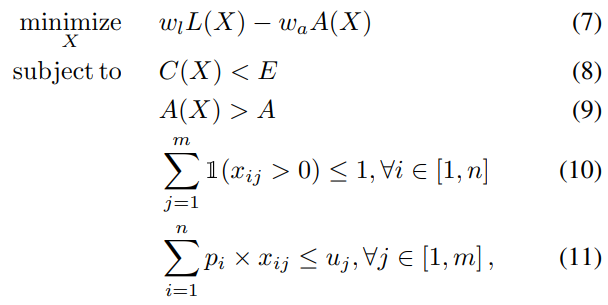 minimize X w_l L(X) − w_a A(X) (7)
subject to C(X) < E (8)
A(X) > A (9)
∑_{j=1}^{m} 𝟙(x_{ij} > 0) ≤ 1, ∀i ∈ [1, n] (10)
∑_{i=1}^{n} p_i × x_{ij} ≤ u_j, ∀j ∈ [1, m] , (11)